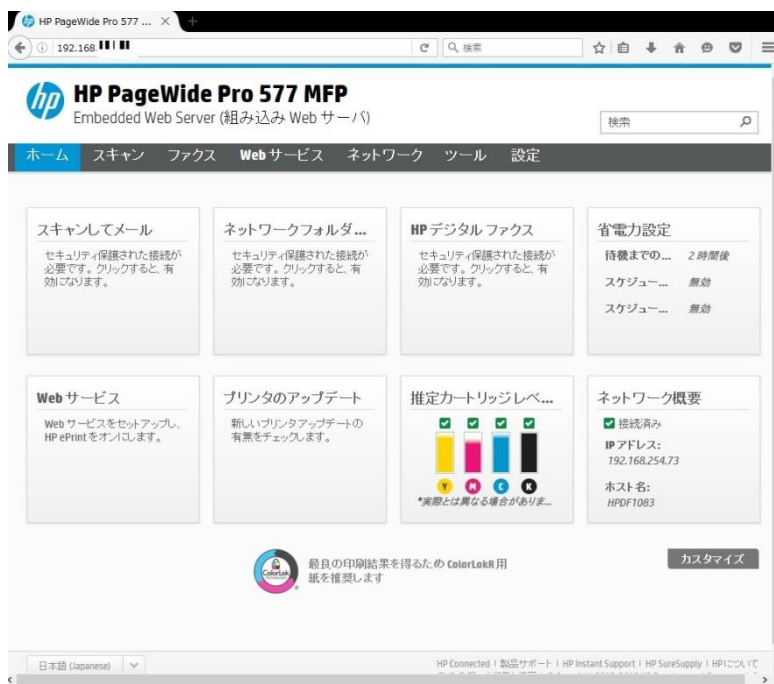 HP PageWide Pro 577 ...
192.168.
検索
hp
HP PageWide Pro 577 MFP
Embedded Web Server (組み込み Web サーバ)
検索
ホーム スキャン ファクス Web サービス ネットワーク ツール 設定
スキャンしてメール
セキュリティ保護された接続が
必要です。クリックすると、有
効になります。
ネットワークフォルダ...
セキュリティ保護された接続が
必要です。クリックすると、有
効になります。
HP デジタル ファクス
セキュリティ保護された接続が
必要です。クリックすると、有
効になります。
省電力設定
待機までの... 2 時間後
スケジュー... 無効
スケジュー... 無効
Web サービス
Web サービスをセットアップし、
HP ePrint をオンにします。
プリンタのアップデート
新しいプリンタアップデートの
有無をチェックします。
推定カートリッジレベ...
Y M C K
*実際とは異なる場合がありま...
ネットワーク概要
接続済み
IP アドレス:
192.168.254.73
ホスト名:
HPDF1083
ColorLok
最良の印刷結果を得るため ColorLokR 用
紙を推奨します
カスタマイズ
日本語 (Japanese)
HP Connected | 製品サポート | HP Instant Support | HP SureSupply | HPについて